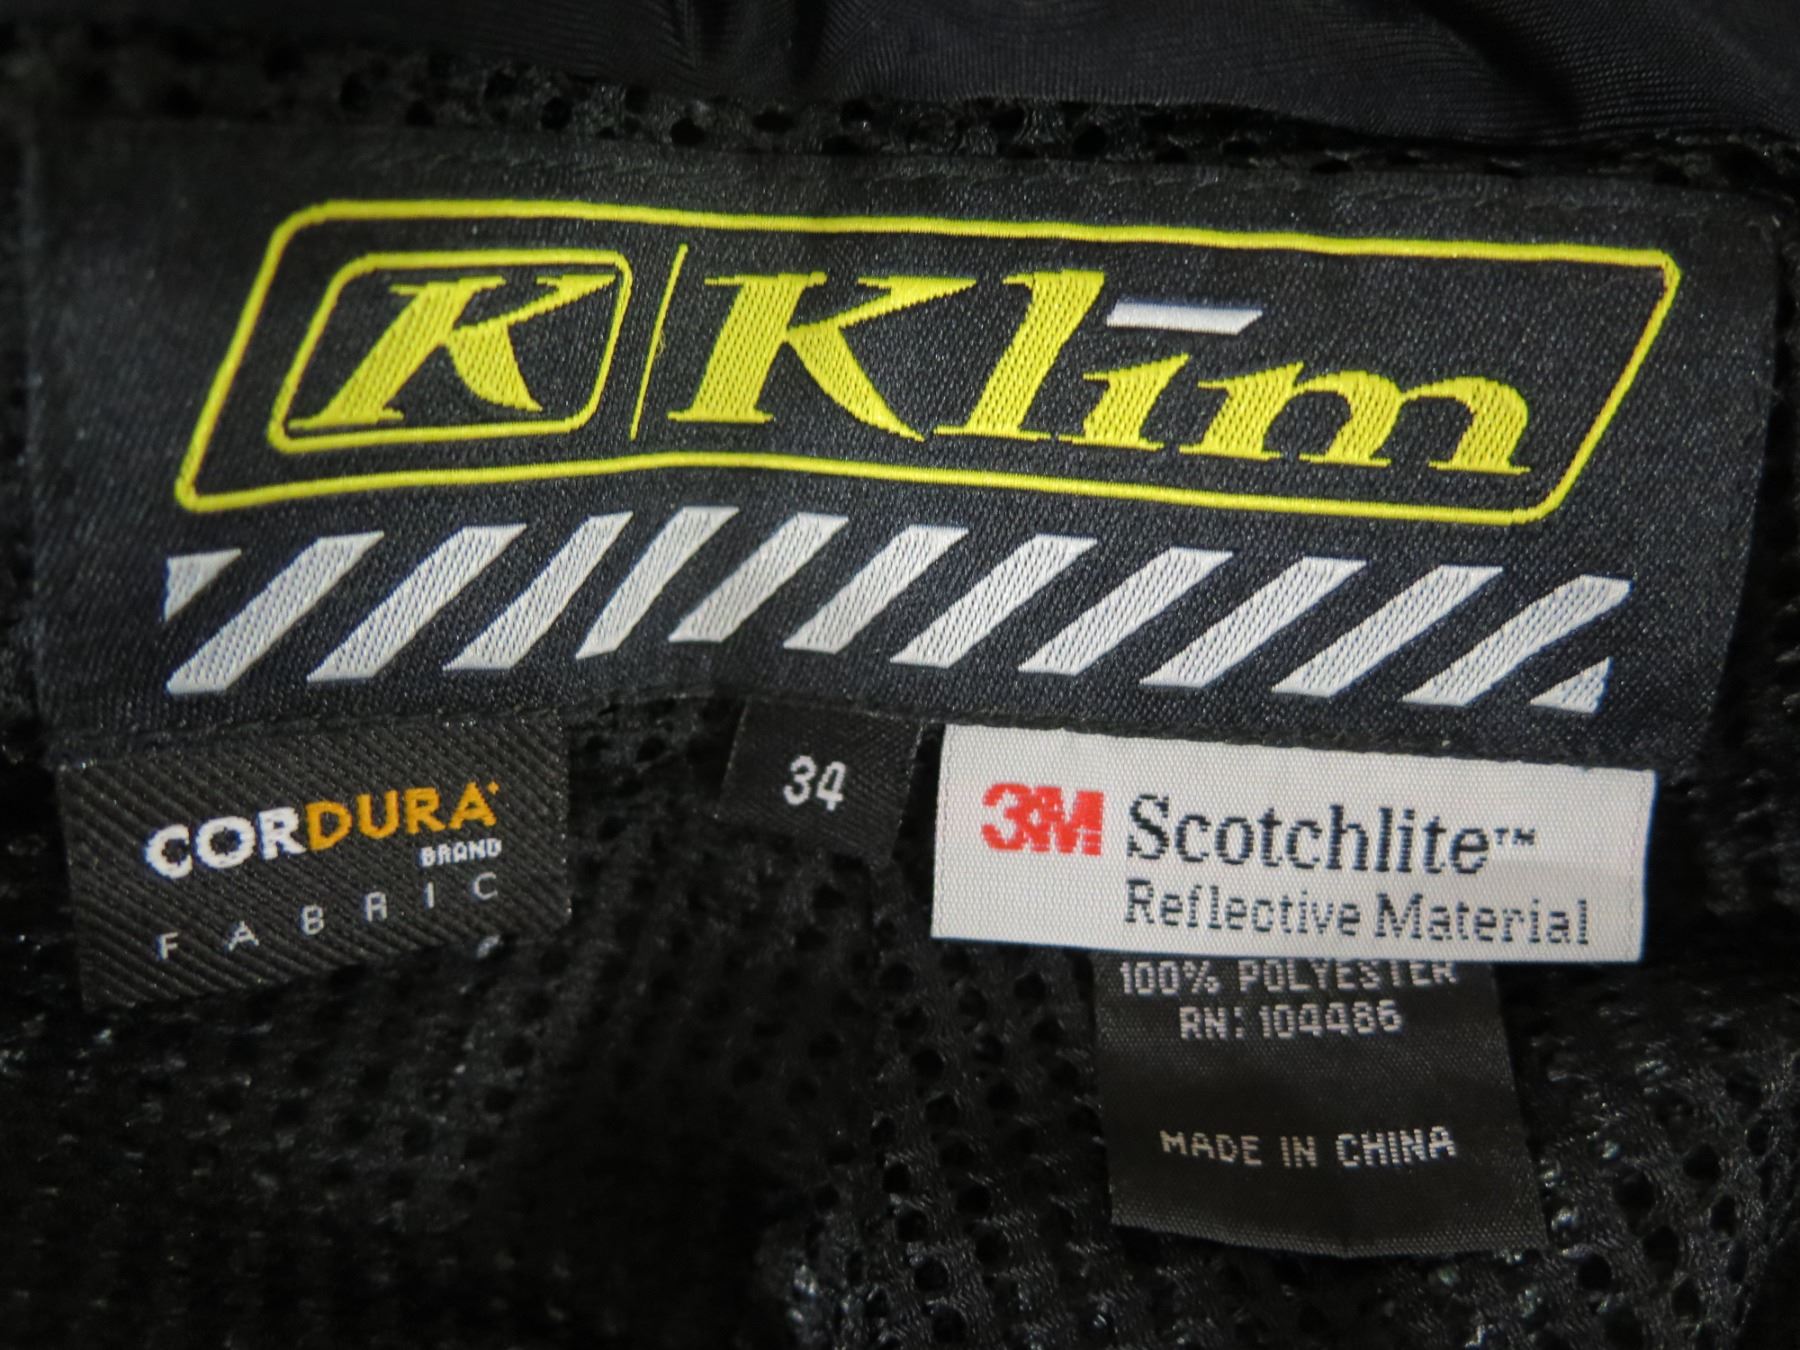 K Klim
CORDURA
BRAND
FABRIC
34
3M Scotchlite™
Reflective Material
100% POLYESTER
RN: 104486
MADE IN CHINA